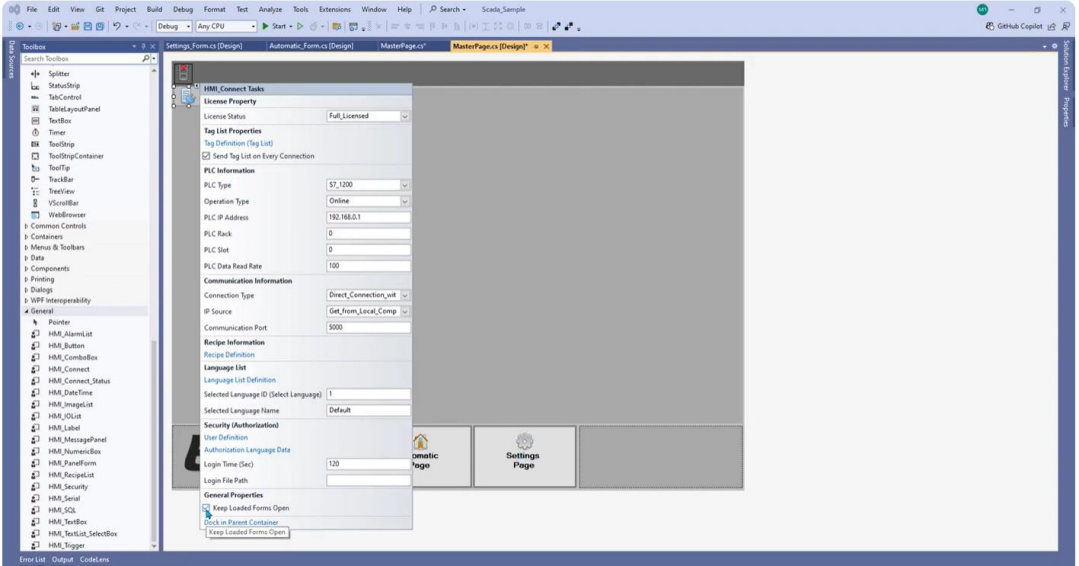 File Edit View Git Project Build Debug Format Test Analyze Tools Extensions Window Help Search Scada_Sample
Debug Any CPU Start GitHub Copilot
Data Sources
Toolbox
Search Toolbox
Splitter
StatusStrip
TabControl
TableLayoutPanel
TextBox
Timer
ToolStrip
ToolStripContainer
ToolTip
TrackBar
TreeView
VScrollBar
WebBrowser
Common Controls
Containers
Menus & Toolbars
Data
Components
Printing
Dialogs
WPF Interoperability
General
Pointer
HMI_AlarmList
HMI_Button
HMI_ComboBox
HMI_Connect
HMI_Connect_Status
HMI_DateTime
HMI_ImageList
HMI_IOList
HMI_Label
HMI_MessagePanel
HMI_NumericBox
HMI_PanelForm
HMI_RecipeList
HMI_Security
HMI_Serial
HMI_SQL
HMI_TextBox
HMI_TextList_SelectBox
HMI_Trigger
Settings_Form.cs [Design] Automatic_Form.cs [Design] MasterPage.cs* MasterPage.cs [Design]*
HMI_Connect Tasks
License Property
License Status Full_Licensed
Tag List Properties
Tag Definition (Tag List)
Send Tag List on Every Connection
PLC Information
PLC Type S7_1200
Operation Type Online
PLC IP Address 192.168.0.1
PLC Rack 0
PLC Slot 0
PLC Data Read Rate 100
Communication Information
Connection Type Direct_Connection_wit
IP Source Get_from_Local_Comp
Communication Port 5000
Recipe Information
Recipe Definition
Language List
Language List Definition
Selected Language ID (Select Language) 1
Selected Language Name Default
Security (Authorization)
User Definition
Authorization Language Data
Login Time (Sec) 120
Login File Path
General Properties
Keep Loaded Forms Open
Dock in Parent Container
Keep Loaded Forms Open
omatic
Page
Settings
Page
Solution Explorer
Properties
Error List Output CodeLens